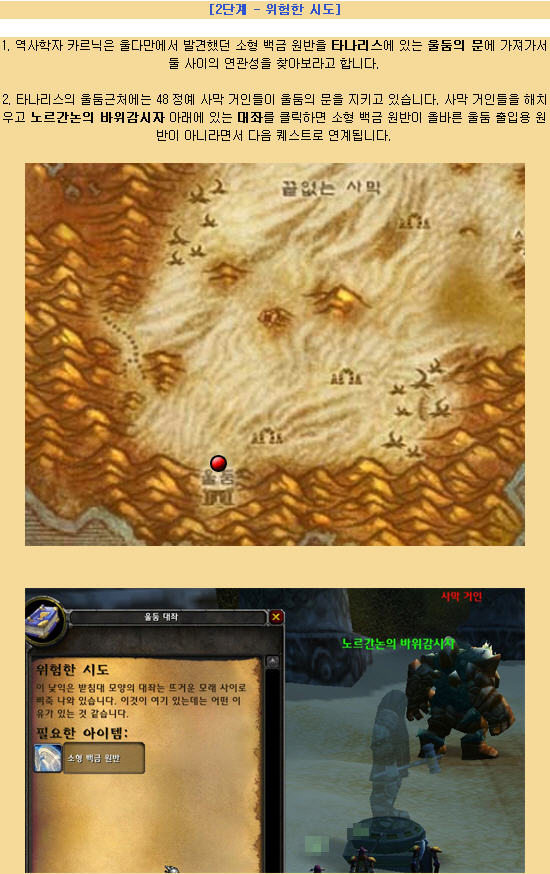 [2단계 - 위험한 시도]
1. 역사학자 카르닉은 울다만에서 발견했던 소형 백금 원반을 타나리스에 있는 울둠의 문에 가져가서
둘 사이의 연관성을 찾아보라고 합니다.
2. 타나리스의 울둠근처에는 48 정예 사막 거인들이 울둠의 문을 지키고 있습니다. 사막 거인들을 해치
우고 노르간논의 바위감시자 아래에 있는 대좌를 클릭하면 소형 백금 원반이 올바른 울둠 출입용 원
반이 아니라면서 다음 퀘스트로 연계됩니다.
끝없는 사막
울둠
울둠 대좌
사막 거인
노르간논의 바위감시자
위험한 시도
이 낯익은 받침대 모양의 대좌는 뜨거운 모래 사이로
삐죽 나와 있습니다. 이것이 여기 있는데는 어떤 이
유가 있는 것 같습니다.
필요한 아이템:
소형 백금 원반